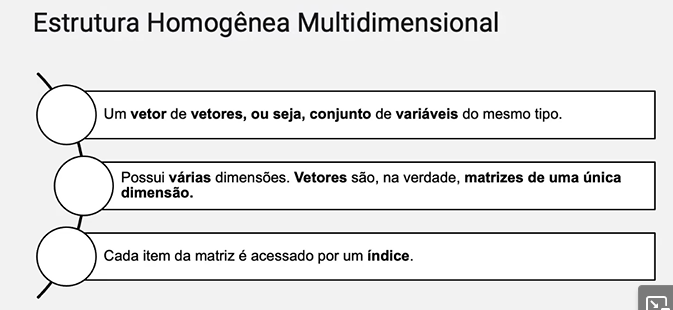 Estrutura Homogênea Multidimensional
Um vetor de vetores, ou seja, conjunto de variáveis do mesmo tipo.
Possui várias dimensões. Vetores são, na verdade, matrizes de uma única
dimensão.
Cada item da matriz é acessado por um índice.